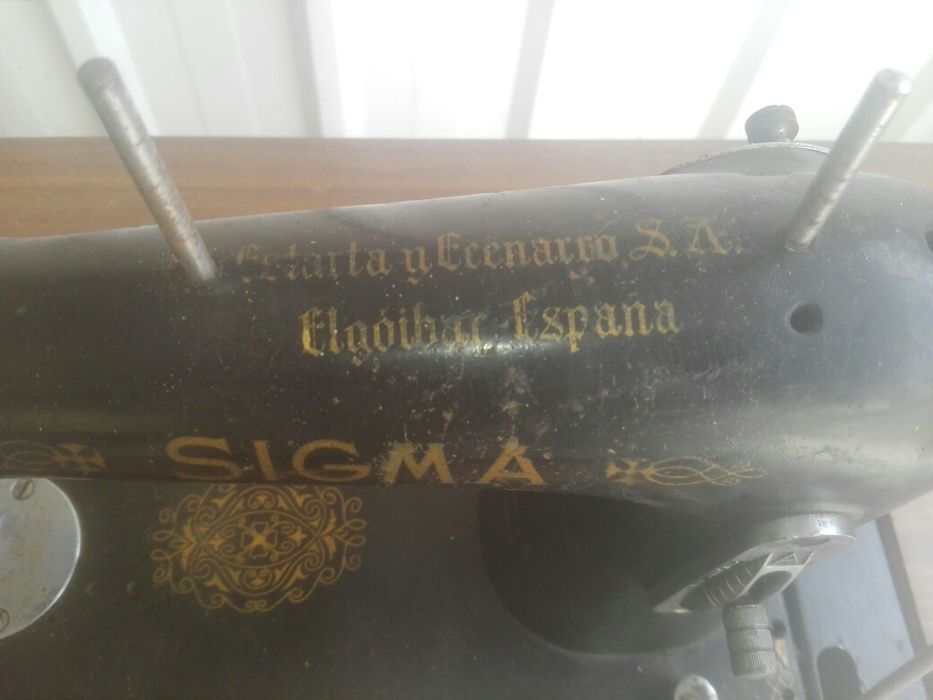 Estarta y Ecenarro S.A.
Elgóibar-España
SIGMA